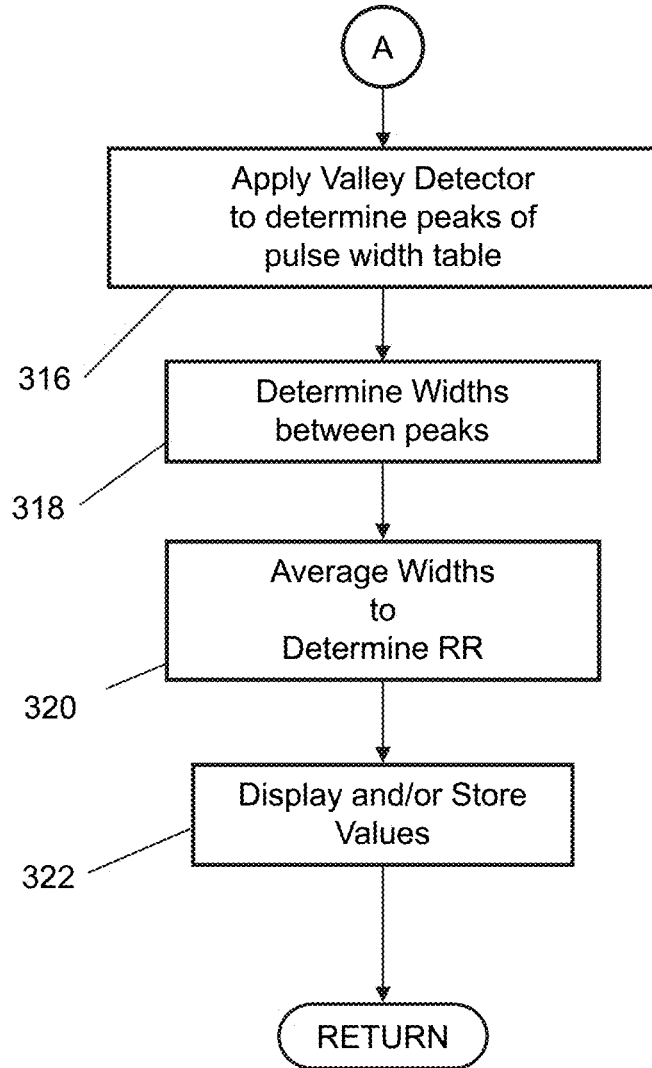 A
Apply Valley Detector
to determine peaks of
pulse width table
316
Determine Widths
between peaks
318
Average Widths
to
Determine RR
320
Display and/or Store
Values
322
RETURN